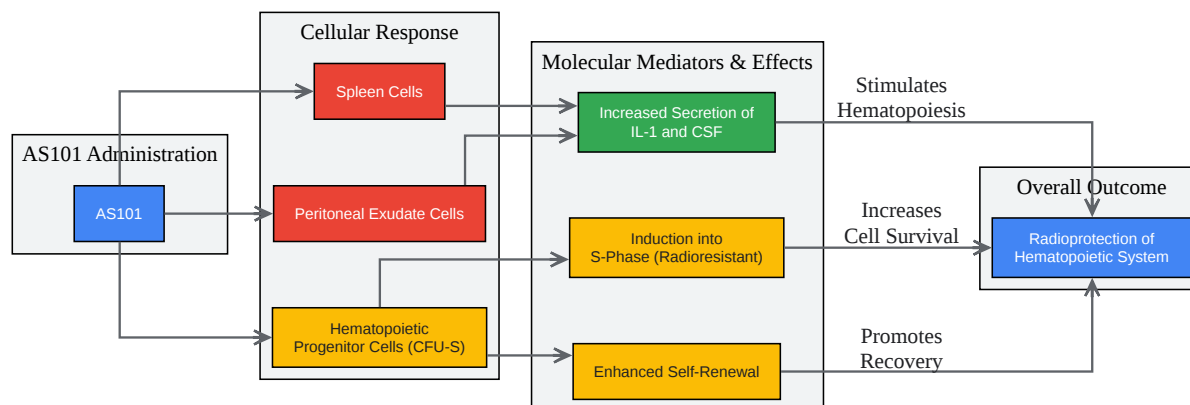 AS101 Administration
AS101
Cellular Response
Spleen Cells
Peritoneal Exudate Cells
Hematopoietic
Progenitor Cells (CFU-S)
Molecular Mediators & Effects
Increased Secretion of
IL-1 and CSF
Induction into
S-Phase (Radioresistant)
Enhanced Self-Renewal
Stimulates
Hematopoiesis
Increases
Cell Survival
Promotes
Recovery
Overall Outcome
Radioprotection of
Hematopoietic System